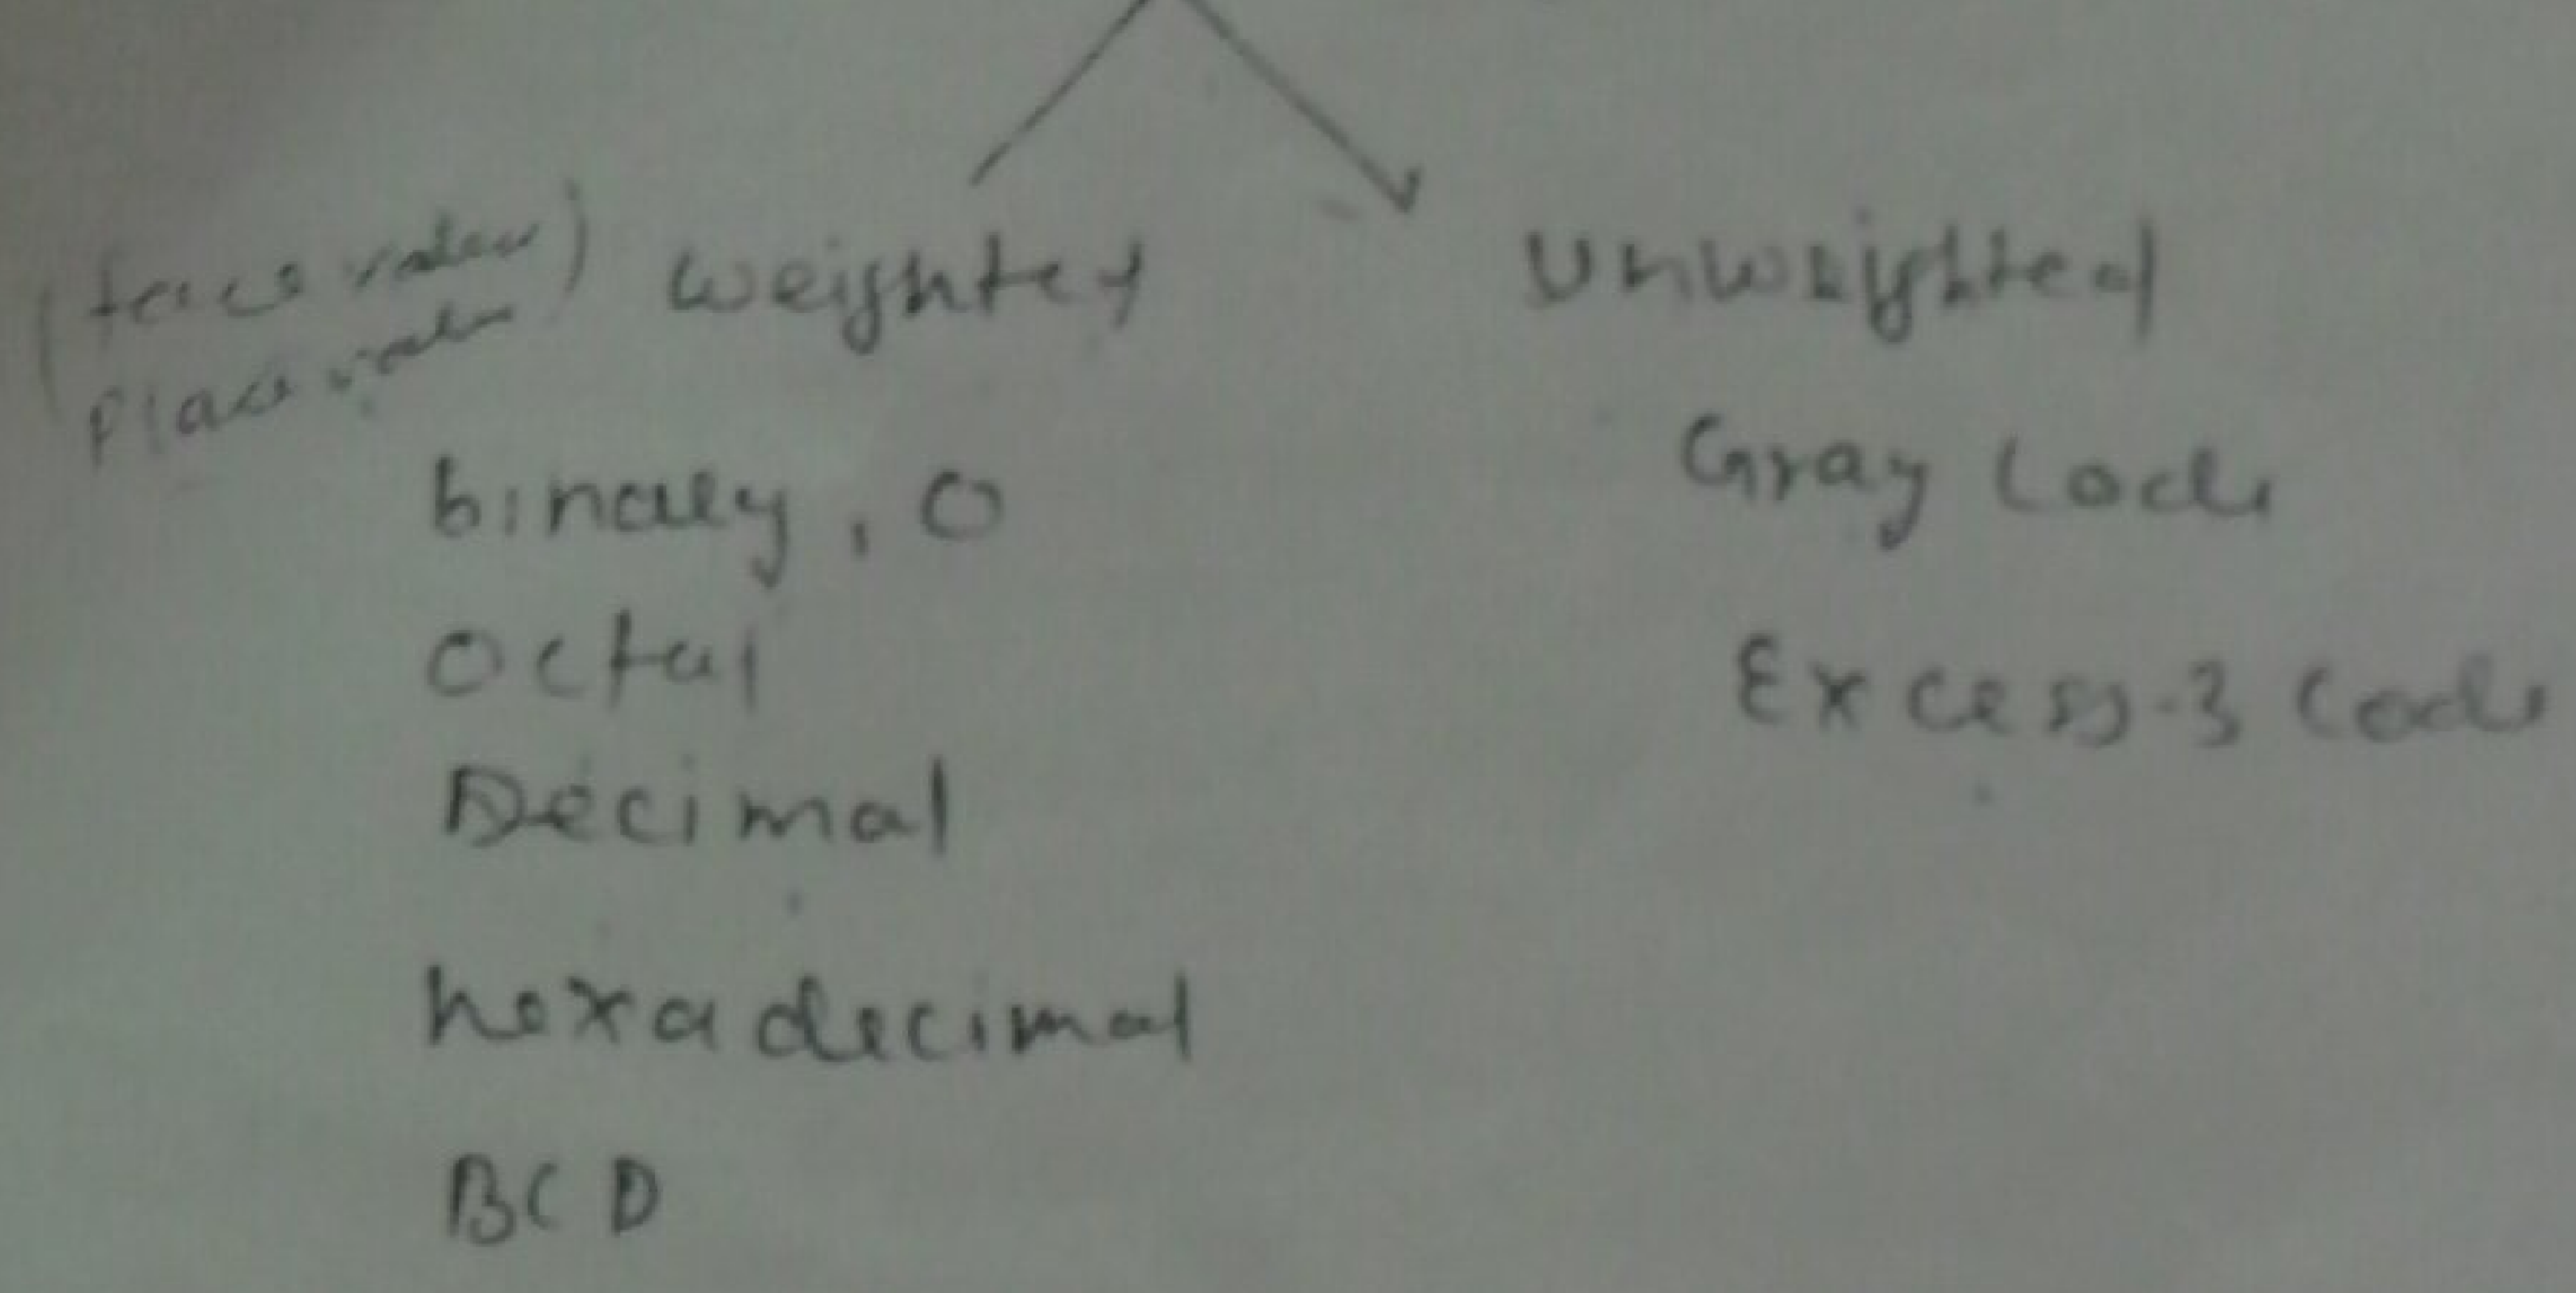 (face value) weighted unweighted
Place value
binary, O Gray Code
Octal Excess-3 Code
Decimal
hexadecimal
BCD